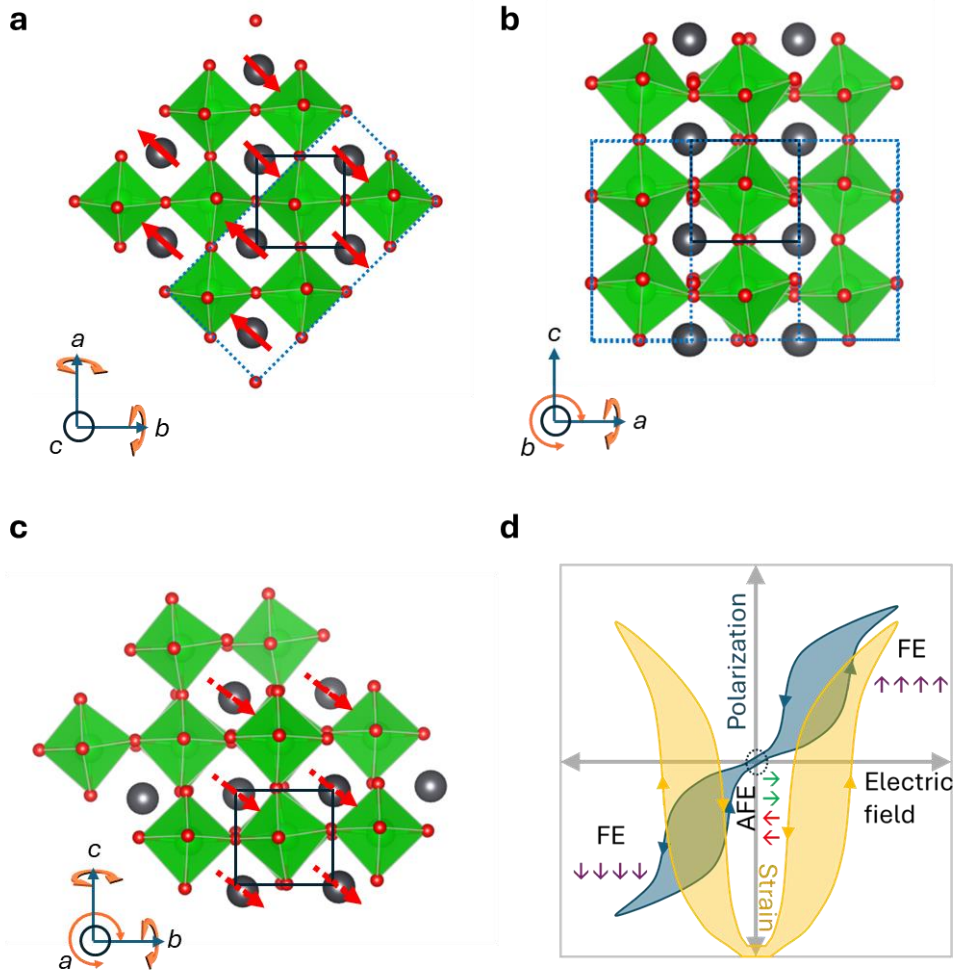 a
b
a
c
b
c
b
a
c
d
c
a
b
Polarization
FE
↑↑↑↑
Electric
field
AFE
→→←←
FE
↓↓↓↓
Strain